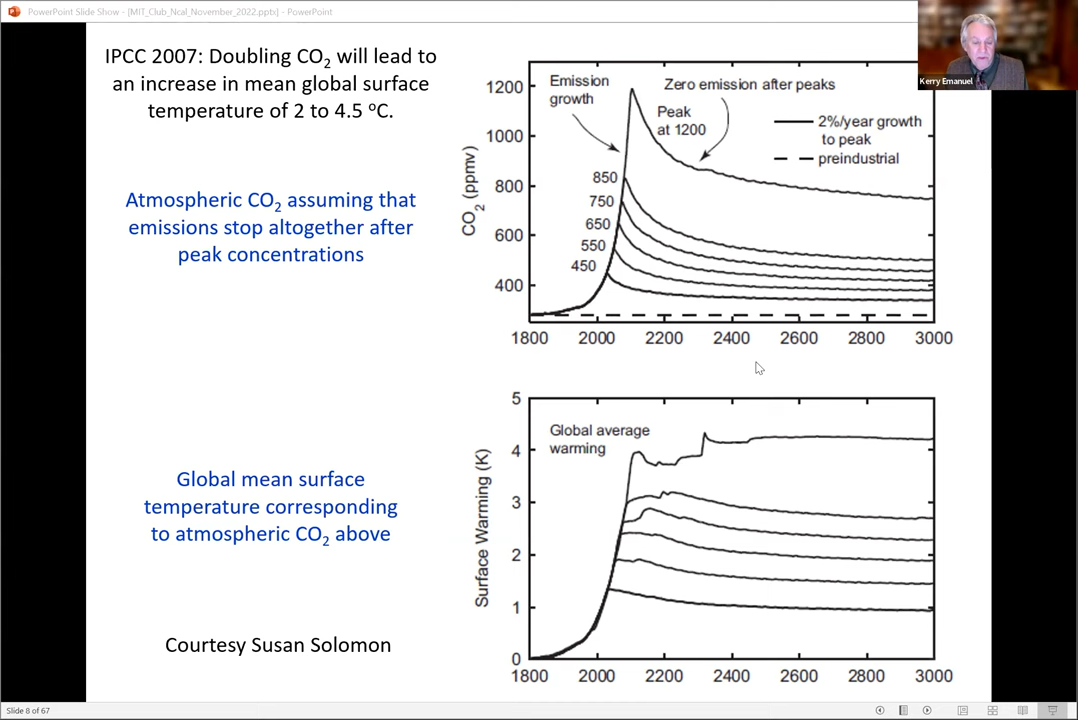 PowerPoint Slide Show - [MIT_Club_Ncal_November_2022.pptx] - PowerPoint
Kerry Emanuel
IPCC 2007: Doubling CO2 will lead to
an increase in mean global surface
temperature of 2 to 4.5 oC.
Atmospheric CO2 assuming that
emissions stop altogether after
peak concentrations
Global mean surface
temperature corresponding
to atmospheric CO2 above
Courtesy Susan Solomon
CO2 (ppmv)
1200
1000
800
600
400
Emission
growth
Zero emission after peaks
Peak
at 1200
2%/year growth
to peak
preindustrial
850
750
650
550
450
1800 2000 2200 2400 2600 2800 3000
Surface Warming (K)
5
4
3
2
1
0
Global average
warming
1800 2000 2200 2400 2600 2800 3000
Slide 8 of 67